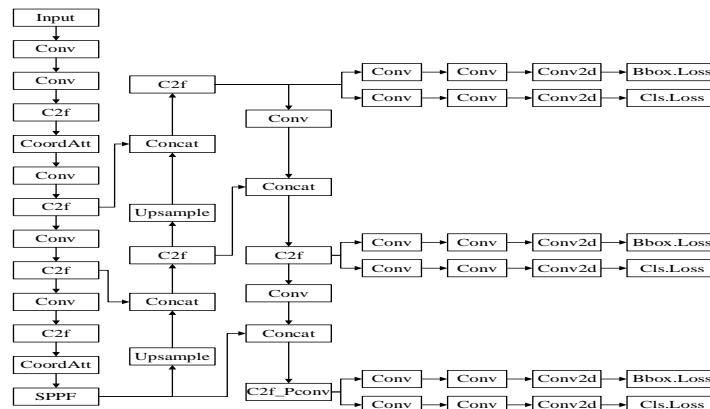 Input
Conv
Conv
C2f
CoordAtt
Conv
C2f
Conv
C2f
Conv
C2f
CoordAtt
SPPF
C2f
Concat
Upsample
C2f
Concat
Upsample
Conv
Concat
C2f
Conv
Concat
C2f_Pconv
Conv Conv Conv2d Bbox.Loss
Conv Conv Conv2d Cls.Loss
Conv Conv Conv2d Bbox.Loss
Conv Conv Conv2d Cls.Loss
Conv Conv Conv2d Bbox.Loss
Conv Conv Conv2d Cls.Loss